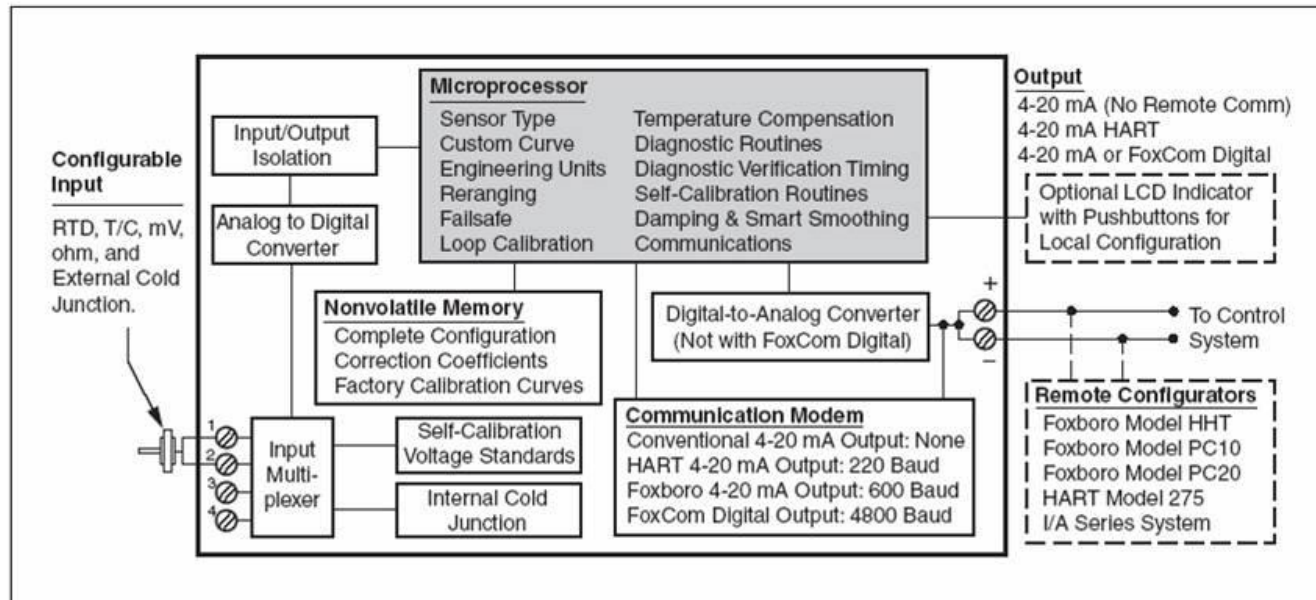 Configurable
Input
RTD, T/C, mV,
ohm, and
External Cold
Junction.
1
2
3
4
Input/Output
Isolation
Analog to Digital
Converter
Input
Multi-
plexer
Microprocessor
Sensor Type
Custom Curve
Engineering Units
Reranging
Failsafe
Loop Calibration
Temperature Compensation
Diagnostic Routines
Diagnostic Verification Timing
Self-Calibration Routines
Damping & Smart Smoothing
Communications
Nonvolatile Memory
Complete Configuration
Correction Coefficients
Factory Calibration Curves
Self-Calibration
Voltage Standards
Internal Cold
Junction
Digital-to-Analog Converter
(Not with FoxCom Digital)
Communication Modem
Conventional 4-20 mA Output: None
HART 4-20 mA Output: 220 Baud
Foxboro 4-20 mA Output: 600 Baud
FoxCom Digital Output: 4800 Baud
+
−
Output
4-20 mA (No Remote Comm)
4-20 mA HART
4-20 mA or FoxCom Digital
Optional LCD Indicator
with Pushbuttons for
Local Configuration
To Control
System
Remote Configurators
Foxboro Model HHT
Foxboro Model PC10
Foxboro Model PC20
HART Model 275
I/A Series System